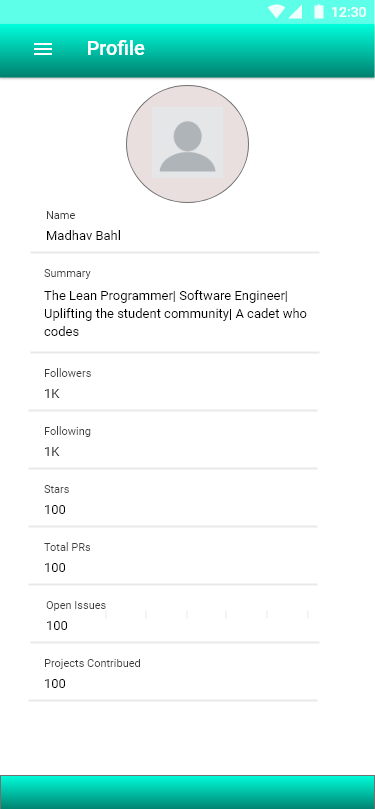 12:30
Profile
Name
Madhav Bahl
Summary
The Lean Programmer| Software Engineer|
Uplifting the student community| A cadet who
codes
Followers
1K
Following
1K
Stars
100
Total PRs
100
Open Issues
100
Projects Contribued
100